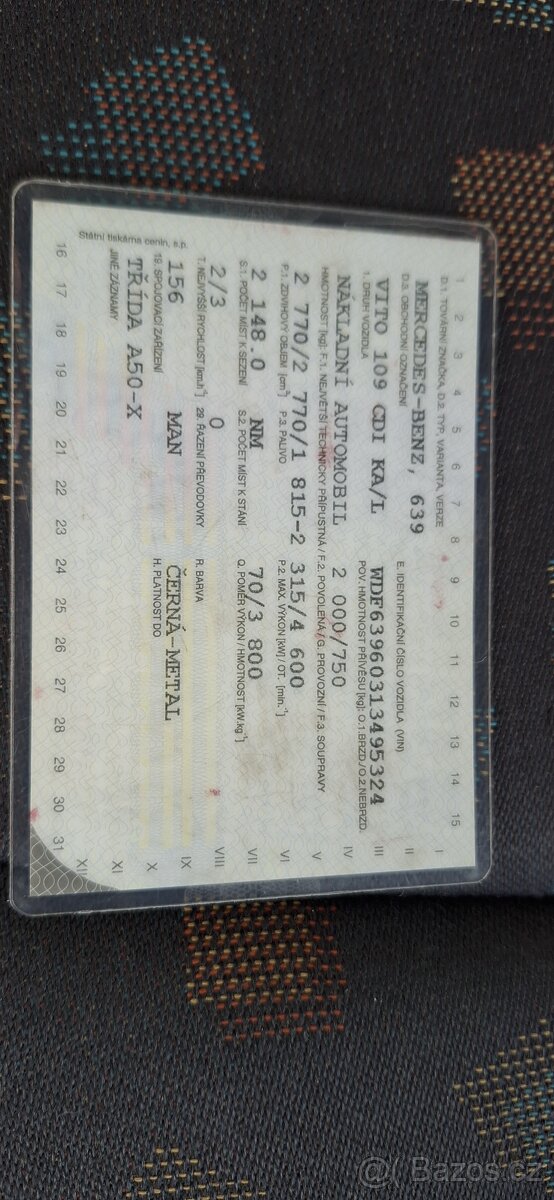 1 2 3 4 5 6 7 8 9 10 11 12 13 14 15 I
D.1. TOVÁRNÍ ZNAČKA, D.2. TYP, VARIANTA, VERZE
MERCEDES-BENZ, 639
D.3. OBCHODNÍ OZNAČENÍ E. IDENTIFIKAČNÍ ČÍSLO VOZIDLA (VIN) II
VITO 109 CDI KA/L WDF63960313495324 III
1. DRUH VOZIDLA POV. HMOTNOST PŘÍVĚSU [kg]: O.1.BRZD./O.2.NEBRZD.
NÁKLADNÍ AUTOMOBIL 2 000/750 IV
HMOTNOST [kg]: F.1. NEJVĚTŠÍ TECHNICKY PŘÍPUSTNÁ / F.2. POVOLENÁ / G. PROVOZNÍ / F.3. SOUPRAVY V
2 770/2 770/1 815-2 315/4 600
P.1. ZDVIHOVÝ OBJEM [cm³] P.3. PALIVO P.2. MAX. VÝKON [kW] / OT. [min.⁻¹] VI
2 148.0 NM 70/3 800
S.1. POČET MÍST K SEZENÍ S.2. POČET MÍST K STÁNÍ Q. POMĚR VÝKON / HMOTNOST [kW.kg⁻¹] VII
2/3 0
T. NEJVYŠŠÍ RYCHLOST [km.h⁻¹] 29. ŘAZENÍ PŘEVODOVKY R. BARVA VIII
156 MAN ČERNÁ-METAL IX
19. SPOJOVACÍ ZAŘÍZENÍ H. PLATNOST DO X
TŘÍDA A50-X
JINÉ ZÁZNAMY XI
Státní tiskárna cenin, s.p. XII
16 17 18 19 20 21 22 23 24 25 26 27 28 29 30 31
@ Bazos.cz